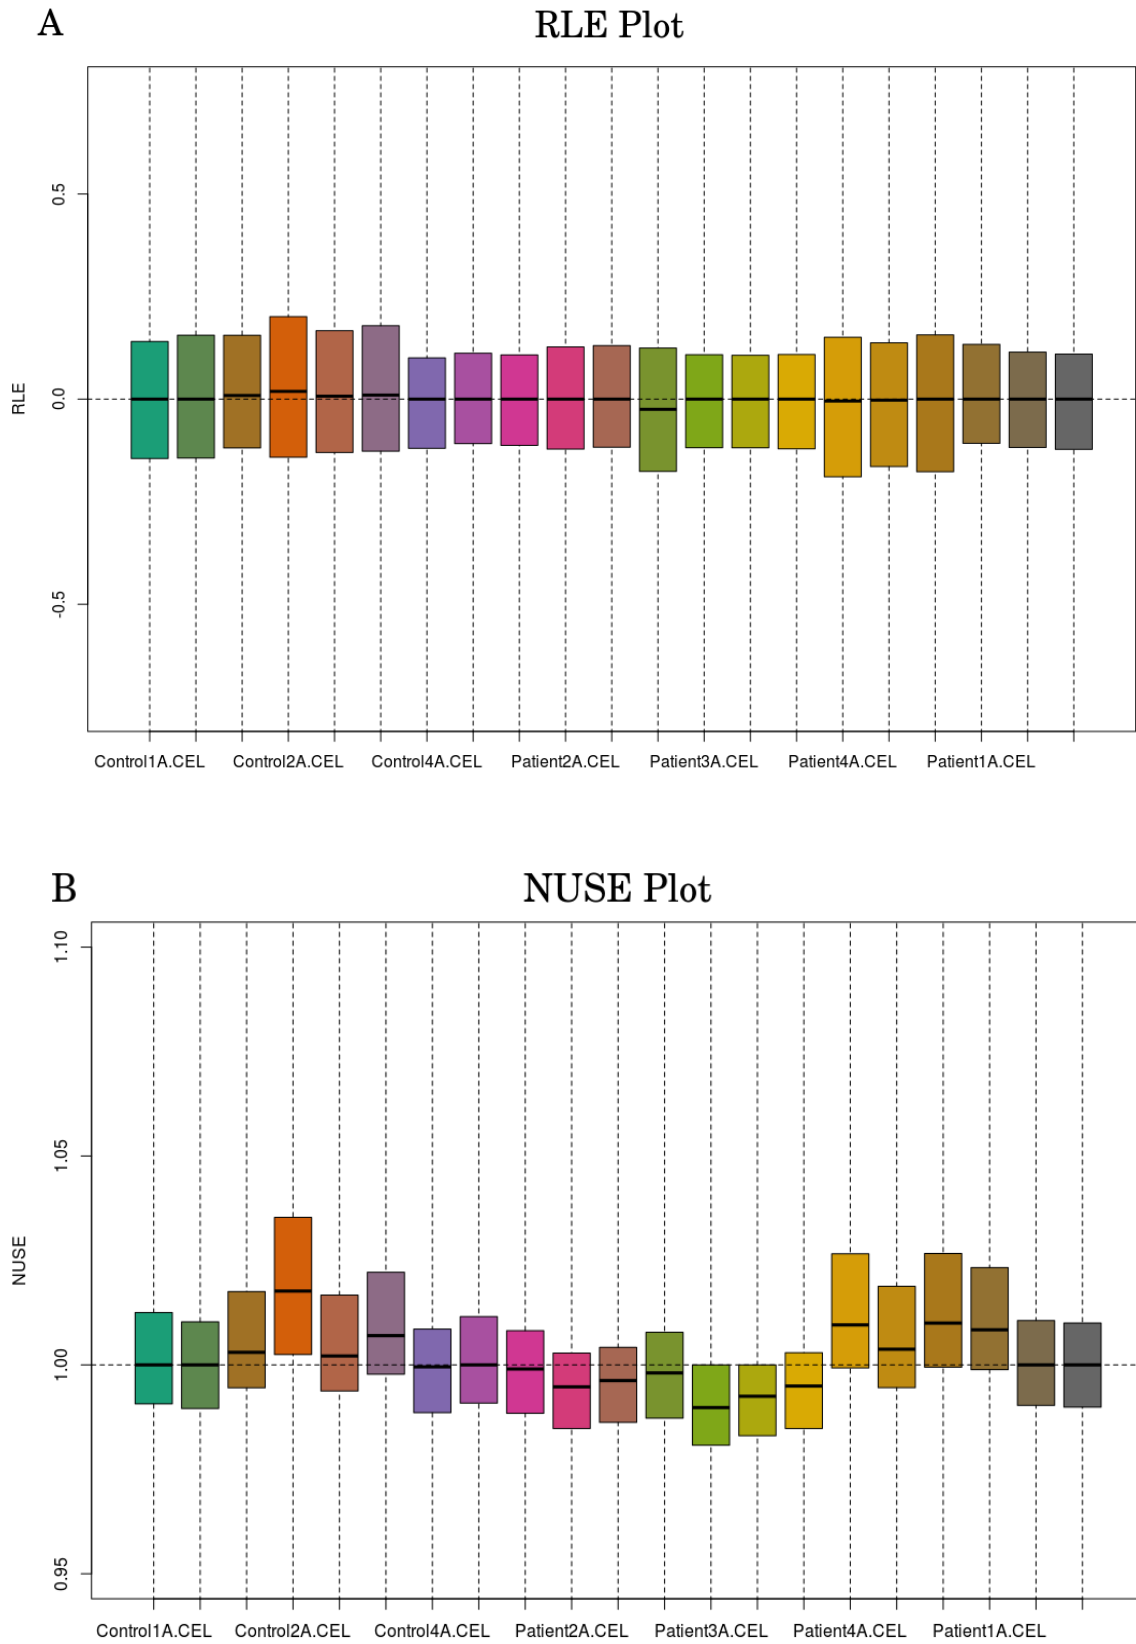 A
RLE Plot
0.5
0.0
-0.5
RLE
Control1A.CEL Control2A.CEL Control4A.CEL Patient2A.CEL Patient3A.CEL Patient4A.CEL Patient1A.CEL
B
NUSE Plot
1.10
1.05
1.00
0.95
NUSE
Control1A.CEL Control2A.CEL Control4A.CEL Patient2A.CEL Patient3A.CEL Patient4A.CEL Patient1A.CEL